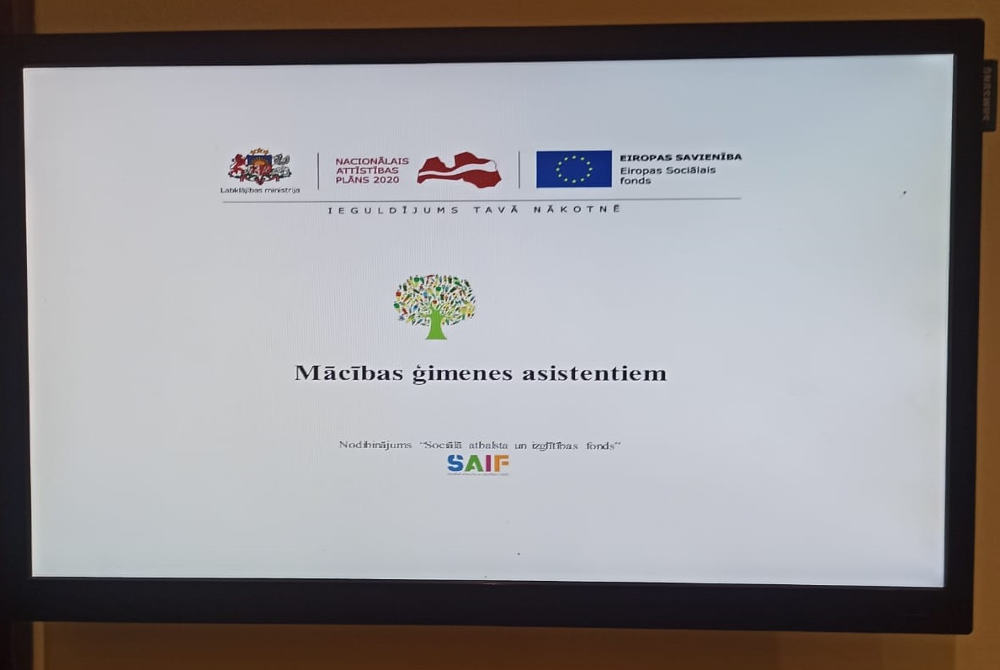 Labklājības ministrija
NACIONĀLAIS
ATTĪSTĪBAS
PLĀNS 2020
EIROPAS SAVIENĪBA
Eiropas Sociālais
fonds
IEGULDĪJUMS TAVĀ NĀKOTNĒ
Mācības ģimenes asistentiem
Nodibinājums "Sociālā atbalsta un izglītības fonds"
SAIF
SAMSUNG